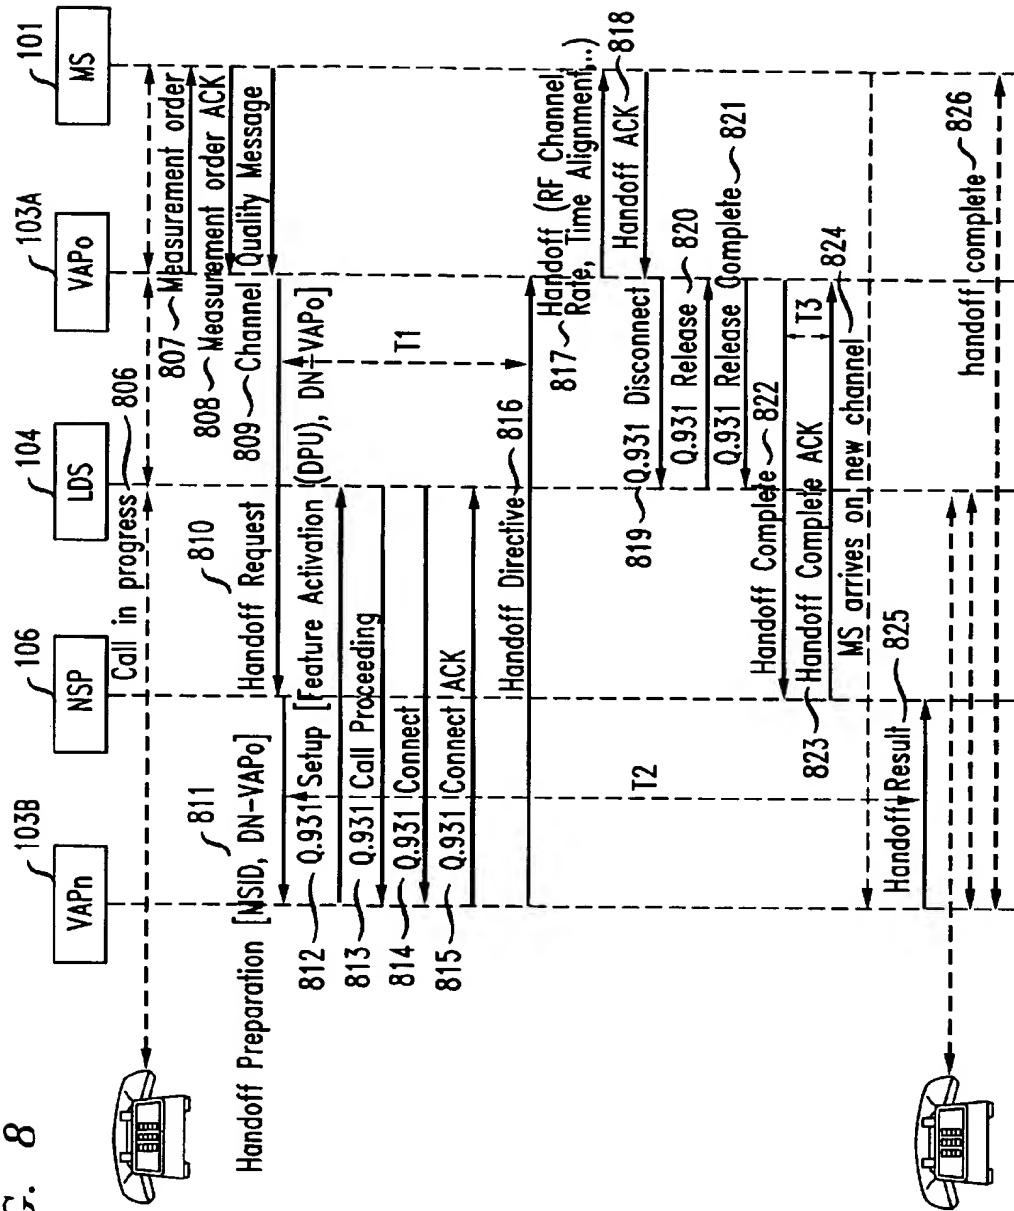 G. 8
103B
VAPn
106
NSP
104
LDS
103A
VAPo
101
MS
Call in progress 806
807 Measurement order
808 Measurement order ACK
809 Channel Quality Message
810
Handoff Request
811
Handoff Preparation [MSID, DN-VAPo]
812 Q.931 Setup [Feature Activation (DPU), DN-VAPo]
813 Q.931 Call Proceeding
814 Q.931 Connect
815 Q.931 Connect ACK
T1
Handoff Directive 816
817 Handoff (RF Channel,
Rate, Time Alignment,..)
Handoff ACK 818
819 Q.931 Disconnect
Q.931 Release 820
Q.931 Release Complete 821
Handoff Complete 822
T3
823 Handoff Complete ACK
824
MS arrives on new channel
T2
Handoff Result 825
handoff complete 826